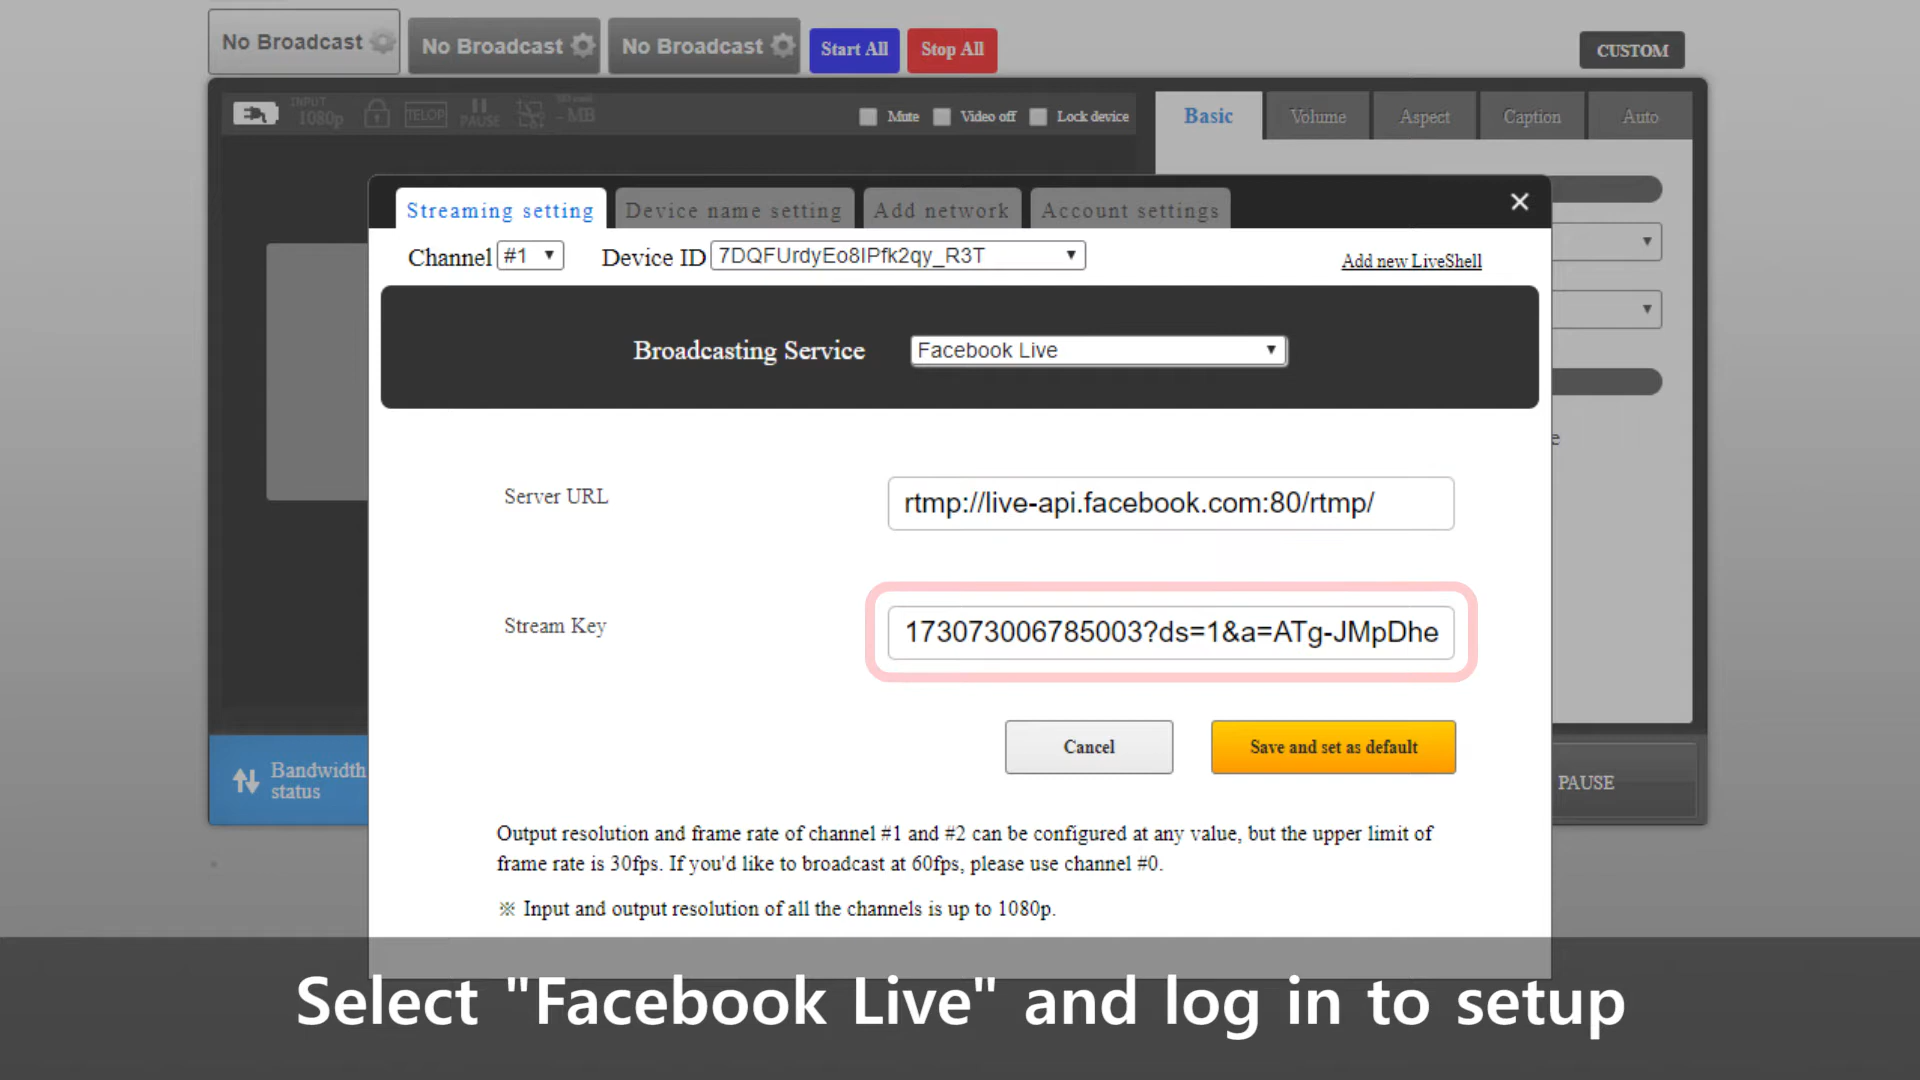 No Broadcast
No Broadcast
No Broadcast
Start All
Stop All
CUSTOM
INPUT
1080p
TELOP
PAUSE
- MB
Mute
Video off
Lock device
Basic
Volume
Aspect
Caption
Auto
Streaming setting
Device name setting
Add network
Account settings
Channel #1
Device ID 7DQFUrdyEo8IPfk2qy_R3T
Add new LiveShell
Broadcasting Service
Facebook Live
e
Server URL
rtmp://live-api.facebook.com:80/rtmp/
Stream Key
173073006785003?ds=1&a=ATg-JMpDhe
Cancel
Save and set as default
Bandwidth
status
PAUSE
Output resolution and frame rate of channel #1 and #2 can be configured at any value, but the upper limit of
frame rate is 30fps. If you'd like to broadcast at 60fps, please use channel #0.
※ Input and output resolution of all the channels is up to 1080p.
Select "Facebook Live" and log in to setup